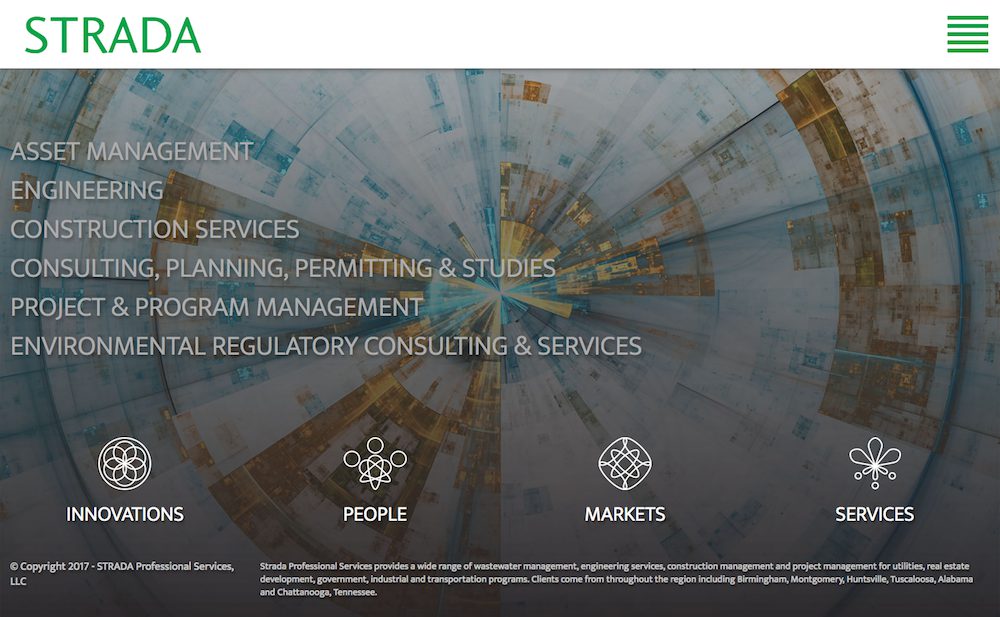 STRADA
ASSET MANAGEMENT
ENGINEERING
CONSTRUCTION SERVICES
CONSULTING, PLANNING, PERMITTING & STUDIES
PROJECT & PROGRAM MANAGEMENT
ENVIRONMENTAL REGULATORY CONSULTING & SERVICES
INNOVATIONS
PEOPLE
MARKETS
SERVICES
© Copyright 2017 - STRADA Professional Services,
LLC
Strada Professional Services provides a wide range of wastewater management, engineering services, construction management and project management for utilities, real estate
development, government, industrial and transportation programs. Clients come from throughout the region including Birmingham, Montgomery, Huntsville, Tuscaloosa, Alabama
and Chattanooga, Tennessee.